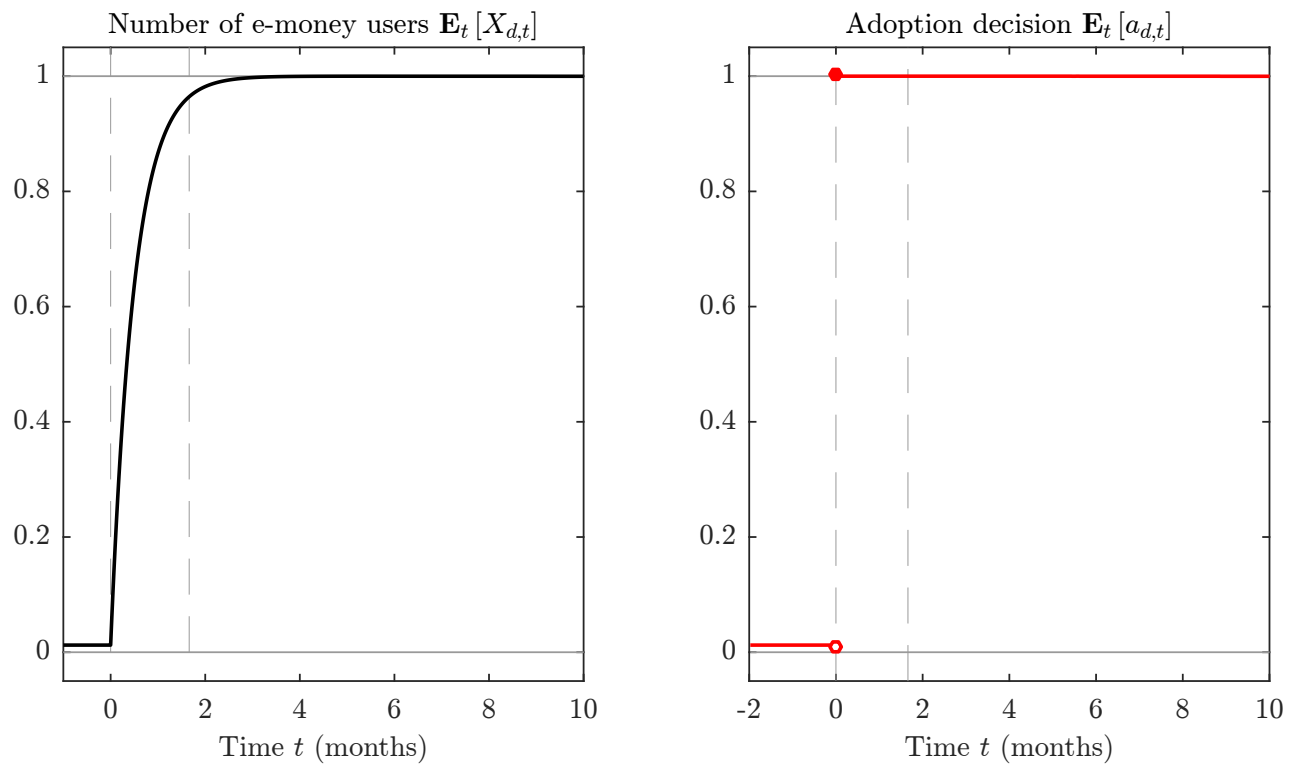 Number of e-money users E_t [X_{d,t}]
1
0.8
0.6
0.4
0.2
0
0 2 4 6 8 10
Time t (months)
Adoption decision E_t [a_{d,t}]
1
0.8
0.6
0.4
0.2
0
-2 0 2 4 6 8 10
Time t (months)